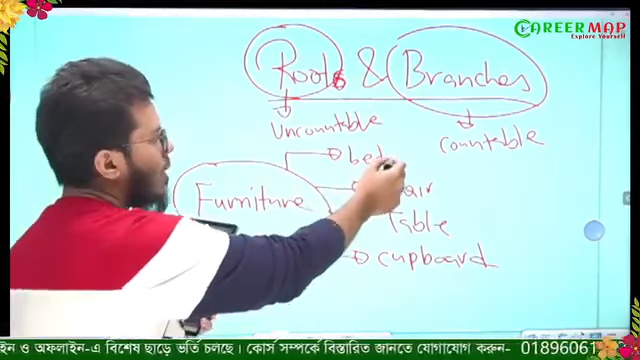 CAREER MAP
Explore Yourself
Roots & Branches
Uncountable
countable
bed
Furniture
Table
cupboard
ইন ও অফলাইন-এ বিশেষ ছাড়ে ভর্তি চলছে। কোর্স সম্পর্কে বিস্তারিত জানতে যোগাযোগ করুন- 01896061